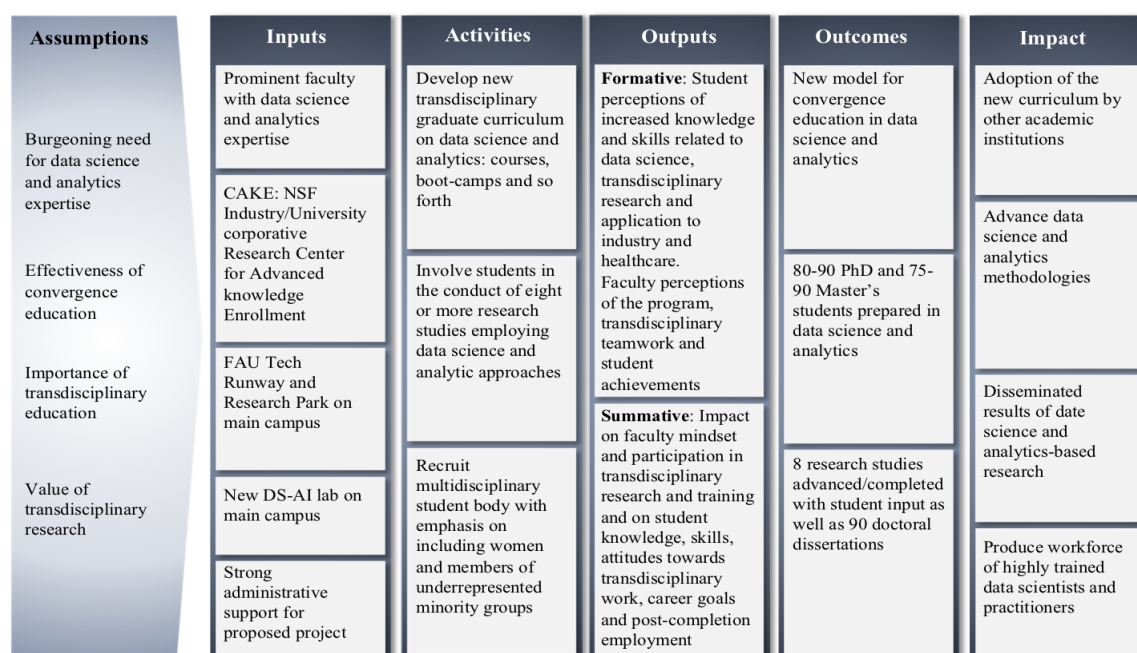 Assumptions
Burgeoning need
for data science
and analytics
expertise
Effectiveness of
convergence
education
Importance of
transdisciplinary
education
Value of
transdisciplinary
research
Inputs
Prominent faculty
with data science
and analytics
expertise
CAKE: NSF
Industry/University
corporative
Research Center
for Advanced
knowledge
Enrollment
FAU Tech
Runway and
Research Park on
main campus
New DS-AI lab on
main campus
Strong
administrative
support for
proposed project
Activities
Develop new
transdisciplinary
graduate curriculum
on data science and
analytics: courses,
boot-camps and so
forth
Involve students in
the conduct of eight
or more research
studies employing
data science and
analytic approaches
Recruit
multidisciplinary
student body with
emphasis on
including women
and members of
underrepresented
minority groups
Outputs
Formative: Student
perceptions of
increased knowledge
and skills related to
data science,
transdisciplinary
research and
application to
industry and
healthcare.
Faculty perceptions
of the program,
transdisciplinary
teamwork and
student
achievements
Summative: Impact
on faculty mindset
and participation in
transdisciplinary
research and training
and on student
knowledge, skills,
attitudes towards
transdisciplinary
work, career goals
and post-completion
employment
Outcomes
New model for
convergence
education in data
science and
analytics
80-90 PhD and 75-
90 Master's
students prepared in
data science and
analytics
8 research studies
advanced/completed
with student input as
well as 90 doctoral
dissertations
Impact
Adoption of the
new curriculum by
other academic
institutions
Advance data
science and
analytics
methodologies
Disseminated
results of date
science and
analytics-based
research
Produce workforce
of highly trained
data scientists and
practitioners